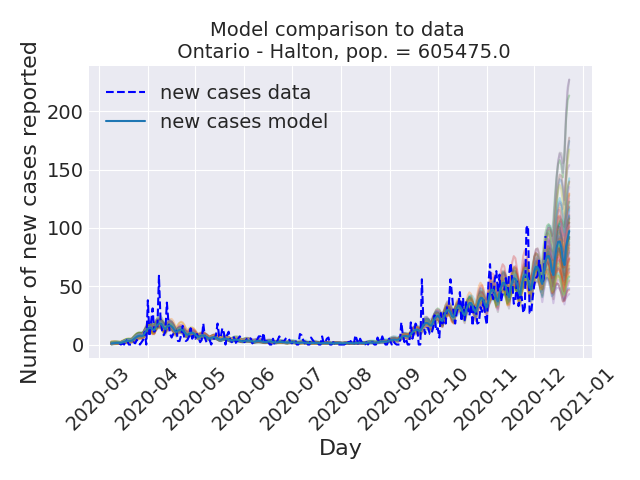 Model comparison to data
Ontario - Halton, pop. = 605475.0
new cases data
new cases model
Number of new cases reported
200
150
100
50
0
2020-03
2020-04
2020-05
2020-06
2020-07
2020-08
2020-09
2020-10
2020-11
2020-12
2021-01
Day